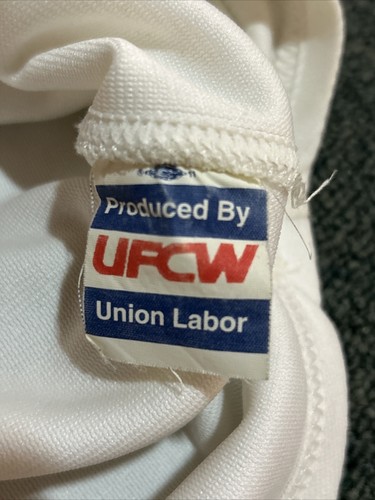 Produced By
UFCW
Union Labor